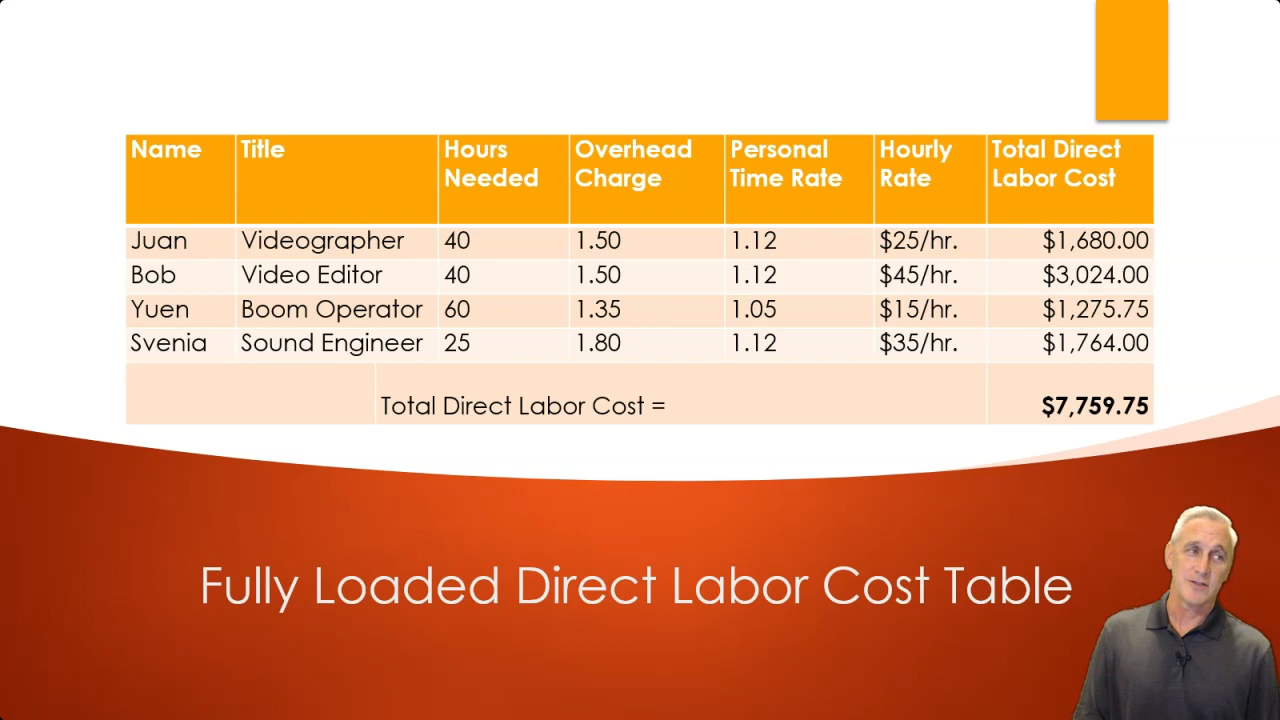 Name Title Hours Needed Overhead Charge Personal Time Rate Hourly Rate Total Direct Labor Cost
Juan Videographer 40 1.50 1.12 $25/hr. $1,680.00
Bob Video Editor 40 1.50 1.12 $45/hr. $3,024.00
Yuen Boom Operator 60 1.35 1.05 $15/hr. $1,275.75
Svenia Sound Engineer 25 1.80 1.12 $35/hr. $1,764.00
Total Direct Labor Cost = $7,759.75
Fully Loaded Direct Labor Cost Table